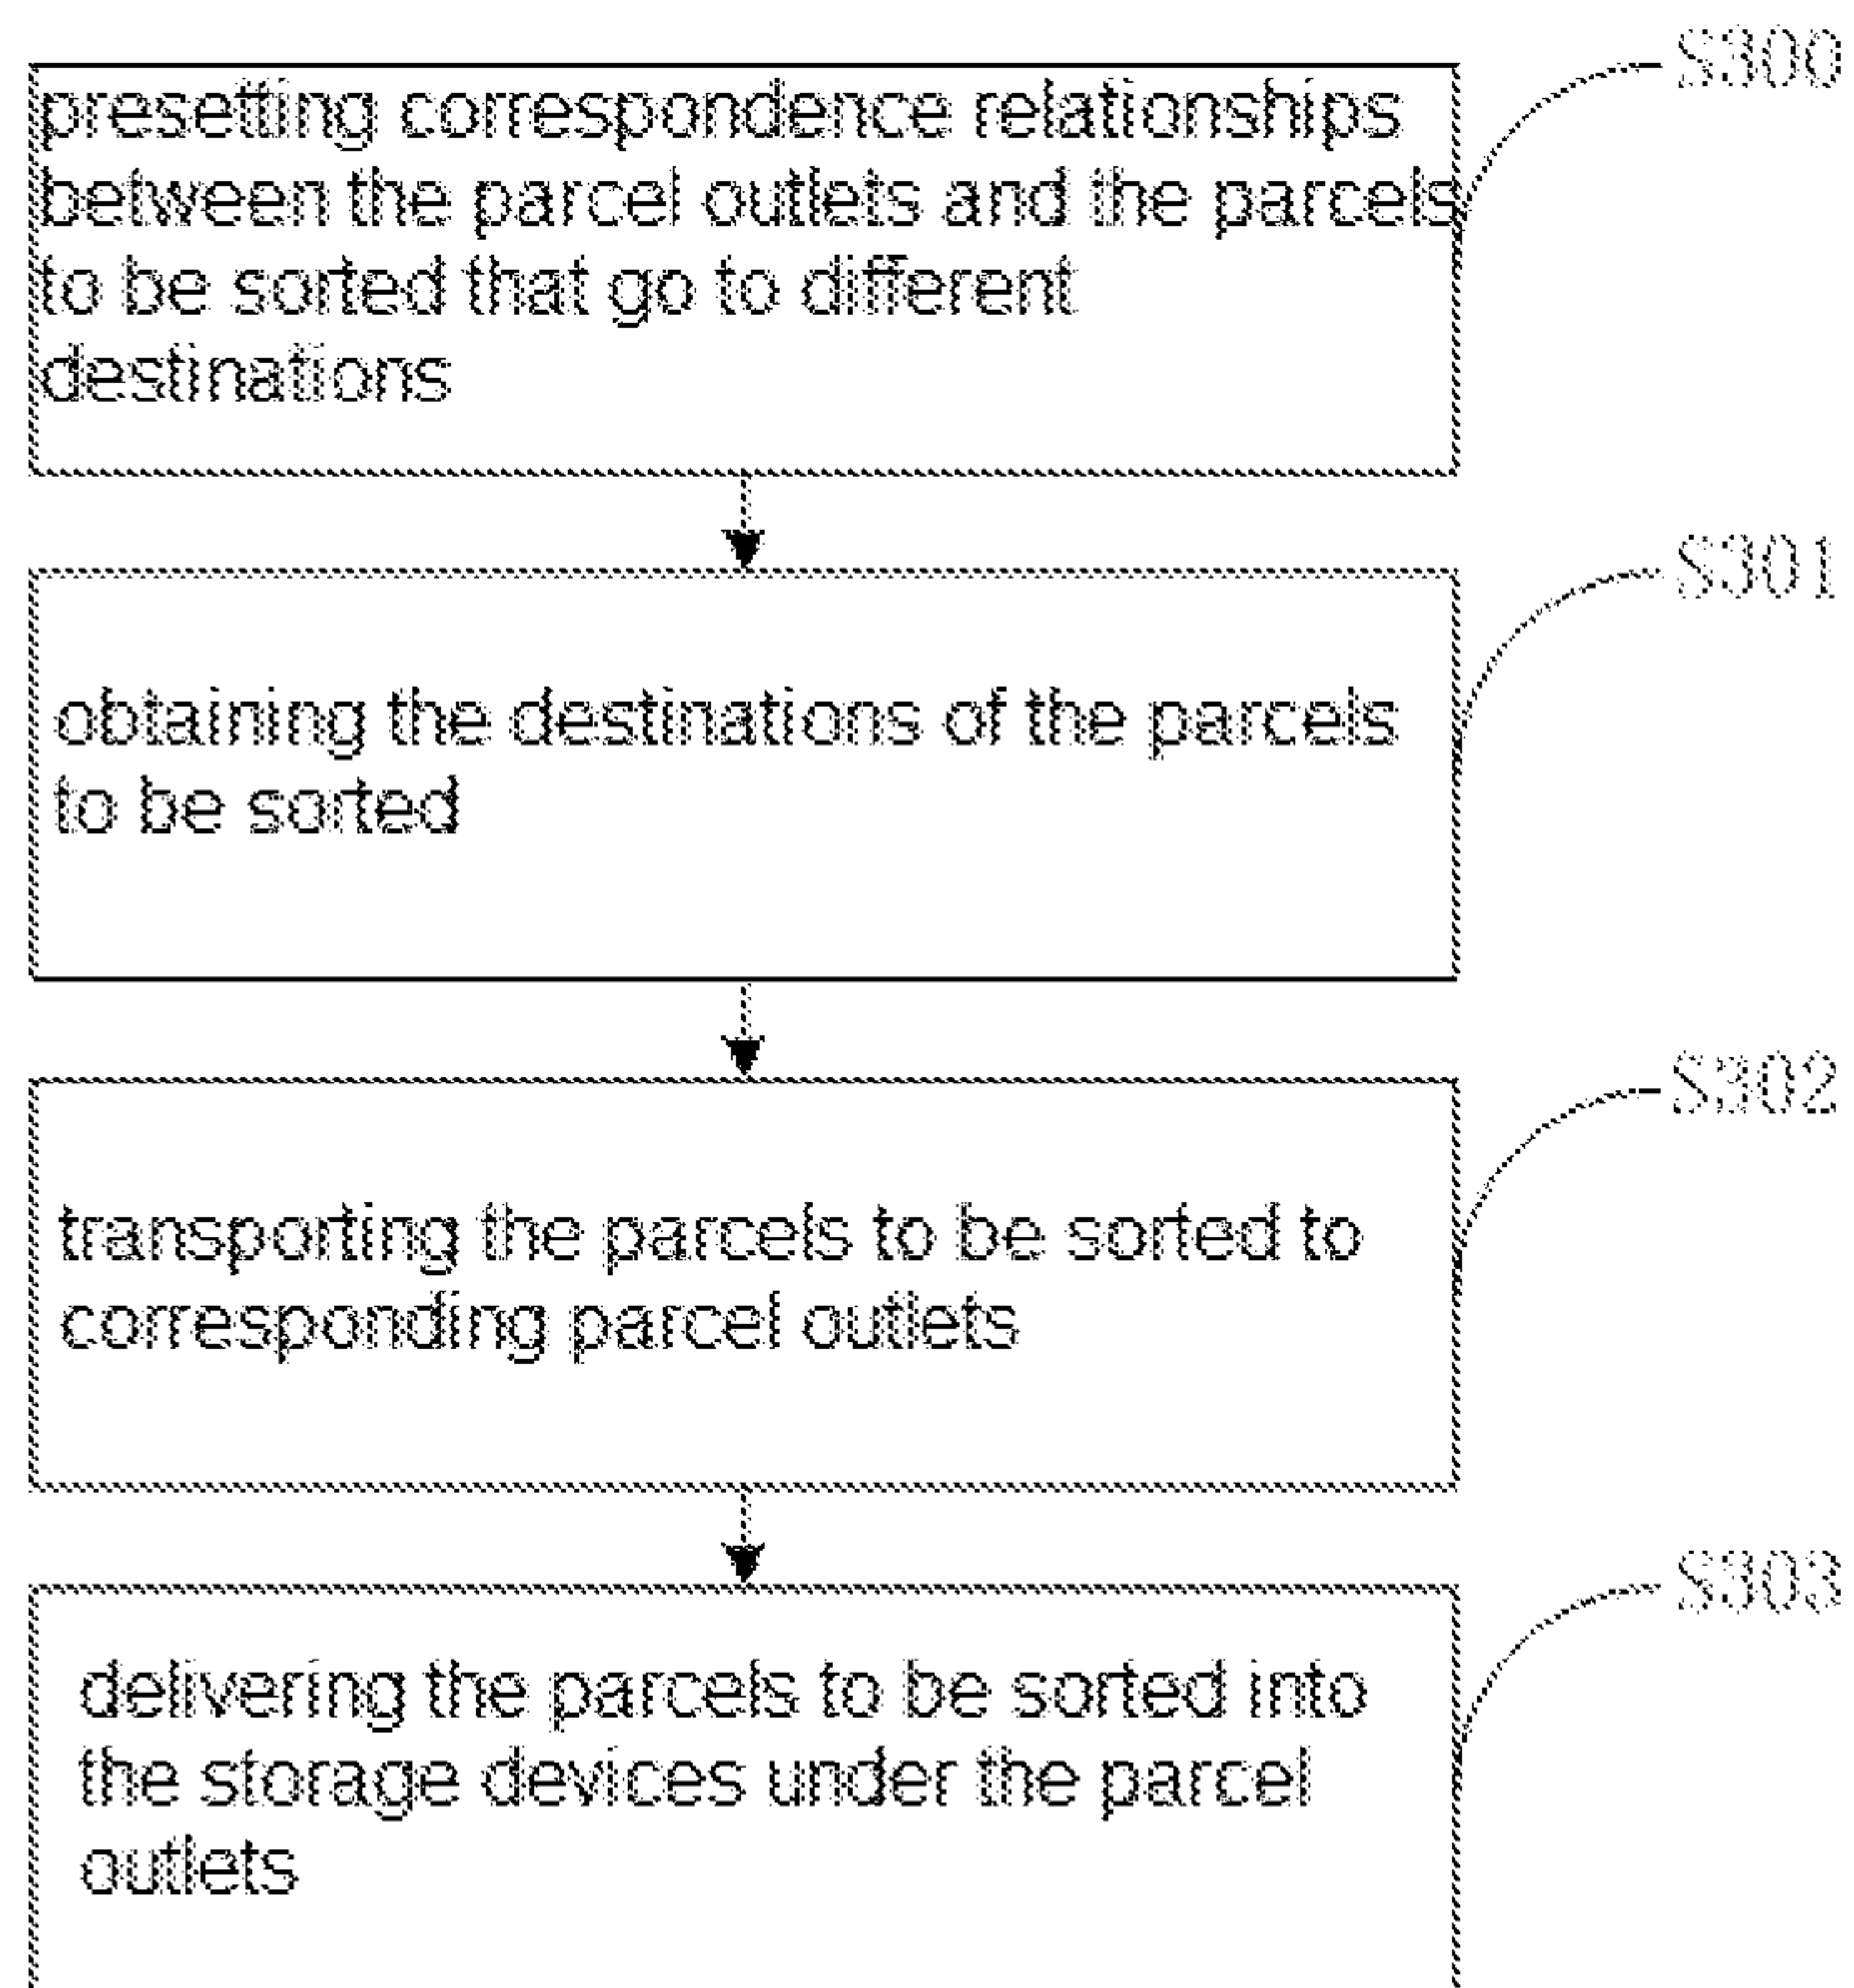 S300
presetting correspondence relationships
between the parcel outlets and the parcels
to be sorted that go to different
destinations
S301
obtaining the destinations of the parcels
to be sorted
S302
transporting the parcels to be sorted to
corresponding parcel outlets
S303
delivering the parcels to be sorted into
the storage devices under the parcel
outlets